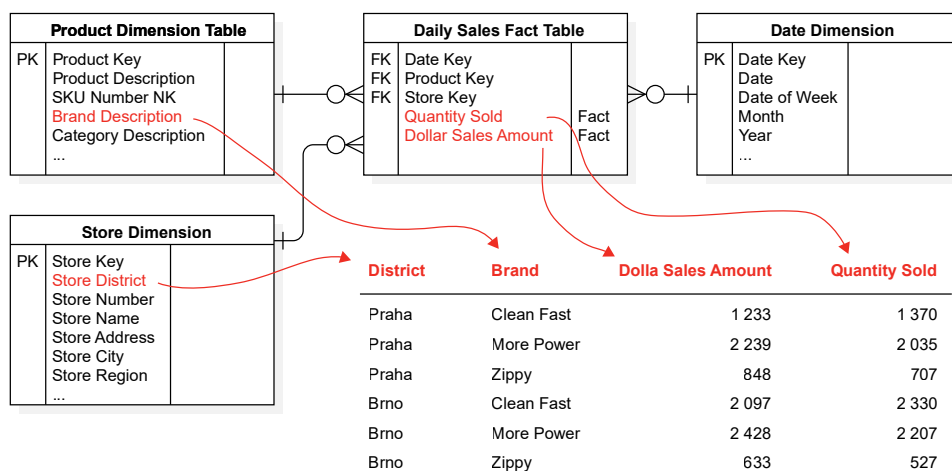 Product Dimension Table
PK Product Key
Product Description
SKU Number NK
Brand Description
Category Description
...
Daily Sales Fact Table
FK Date Key
FK Product Key
FK Store Key
Quantity Sold Fact
Dollar Sales Amount Fact
Date Dimension
PK Date Key
Date
Date of Week
Month
Year
...
Store Dimension
PK Store Key
Store District
Store Number
Store Name
Store Address
Store City
Store Region
...
District Brand Dolla Sales Amount Quantity Sold
Praha Clean Fast 1 233 1 370
Praha More Power 2 239 2 035
Praha Zippy 848 707
Brno Clean Fast 2 097 2 330
Brno More Power 2 428 2 207
Brno Zippy 633 527